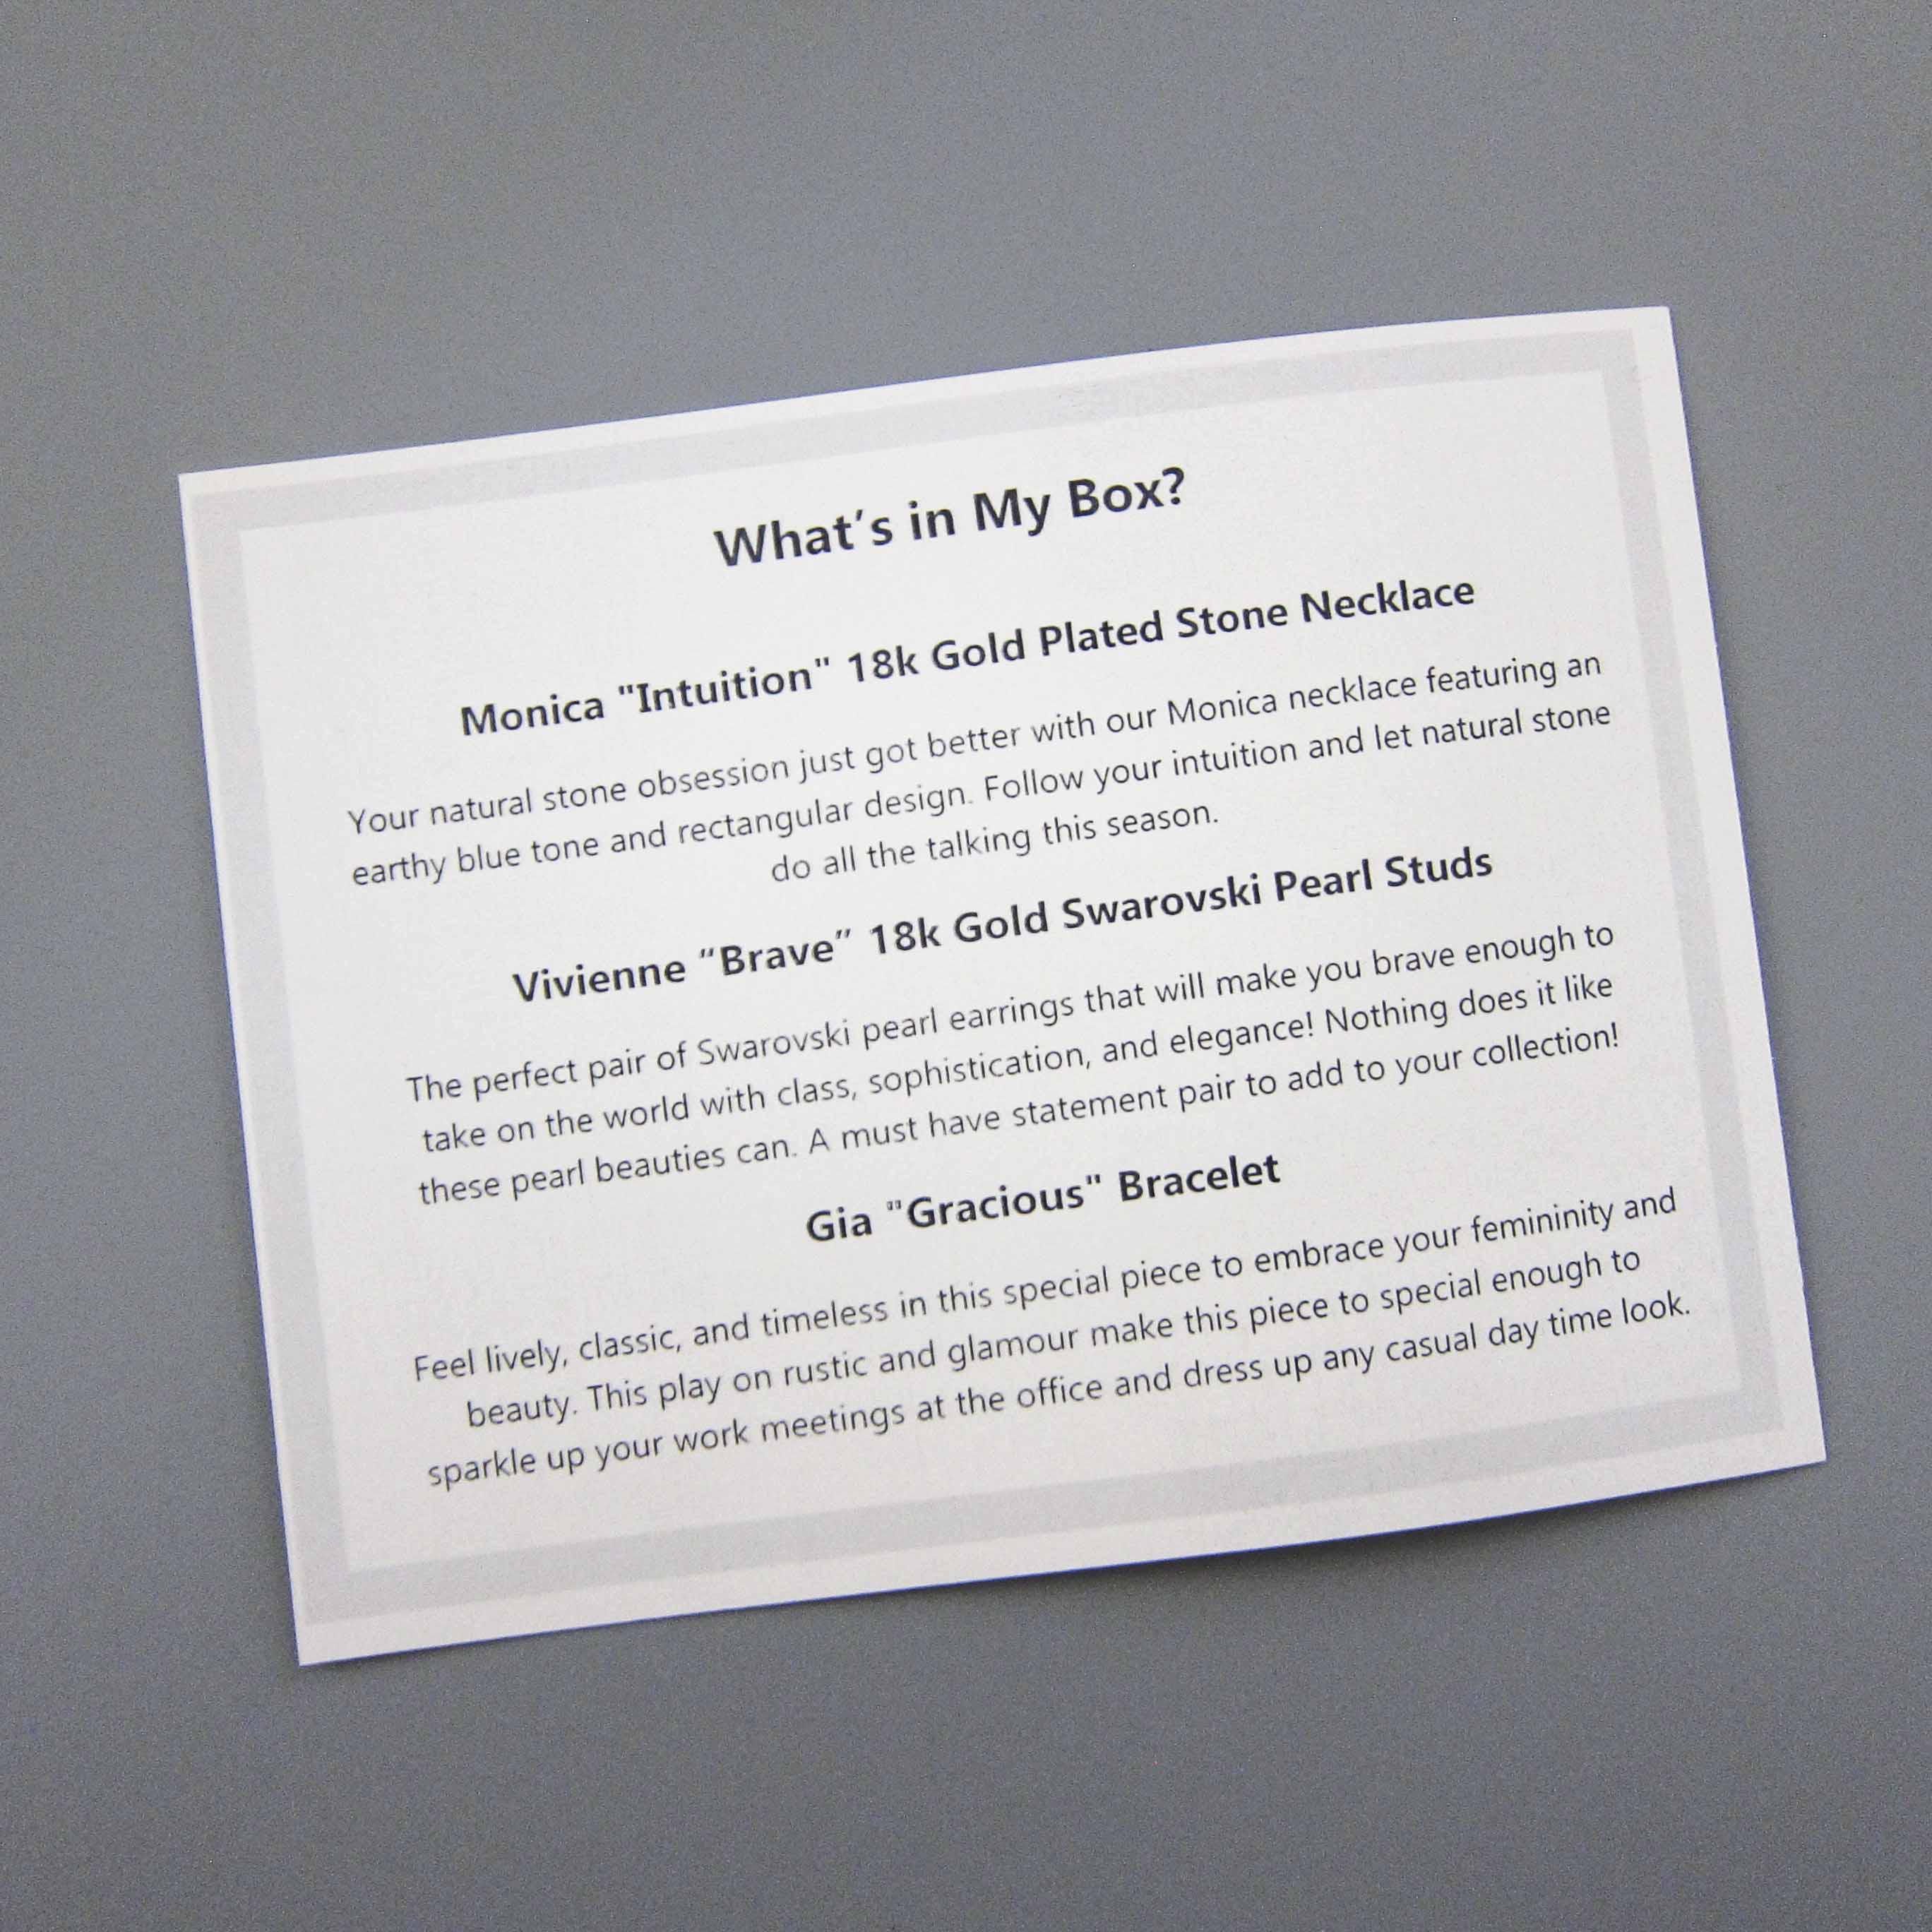 What's in My Box?
Monica "Intuition" 18k Gold Plated Stone Necklace
Your natural stone obsession just got better with our Monica necklace featuring an
earthy blue tone and rectangular design. Follow your intuition and let natural stone
do all the talking this season.
Vivienne “Brave” 18k Gold Swarovski Pearl Studs
The perfect pair of Swarovski pearl earrings that will make you brave enough to
take on the world with class, sophistication, and elegance! Nothing does it like
these pearl beauties can. A must have statement pair to add to your collection!
Gia "Gracious" Bracelet
Feel lively, classic, and timeless in this special piece to embrace your femininity and
beauty. This play on rustic and glamour make this piece to special enough to
sparkle up your work meetings at the office and dress up any casual day time look.